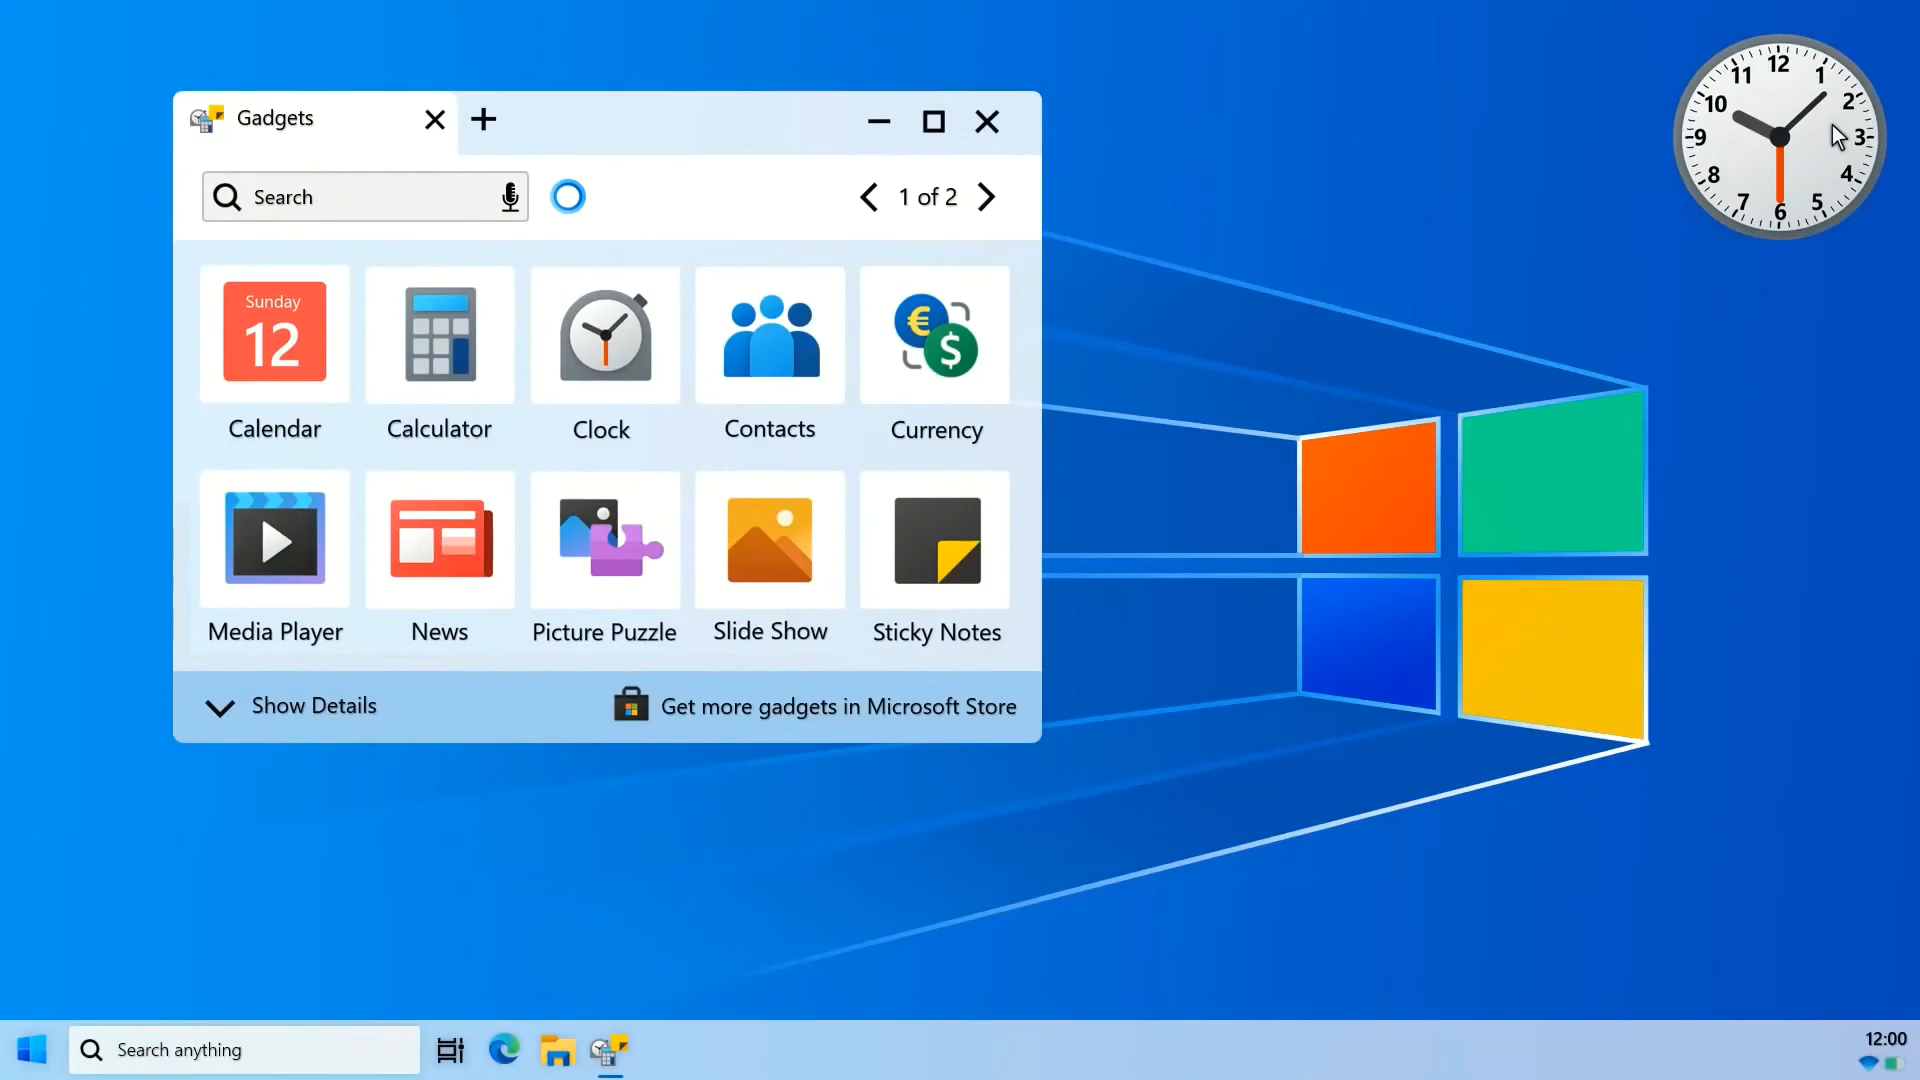 Gadgets
Search
1 of 2
Sunday
12
Calendar
Calculator
Clock
Contacts
€
$
Currency
Media Player
News
Picture Puzzle
Slide Show
Sticky Notes
Show Details
Get more gadgets in Microsoft Store
12
1
2
3
4
5
6
7
8
9
10
11
Search anything
12:00